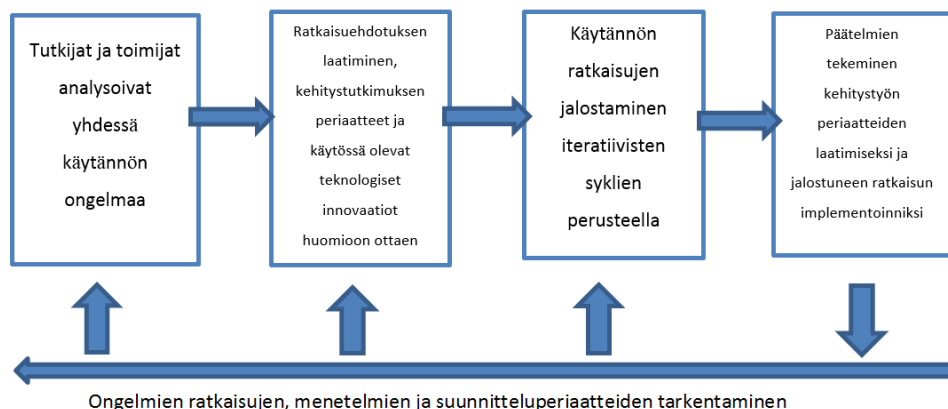 Tutkijat ja toimijat
analysoivat
yhdessä
käytännön
ongelmaa
Ratkaisuehdotuksen
laatiminen,
kehitystutkimuksen
periaatteet ja
käytössä olevat
teknologiset
innovaatiot
huomioon ottaen
Käytännön
ratkaisujen
jalostaminen
iteratiivisten
syklien
perusteella
Päätelmien
tekeminen
kehitystyön
periaatteiden
laatimiseksi ja
jalostuneen ratkaisun
implementoinniksi
Ongelmien ratkaisujen, menetelmien ja suunnitteluperiaatteiden tarkentaminen